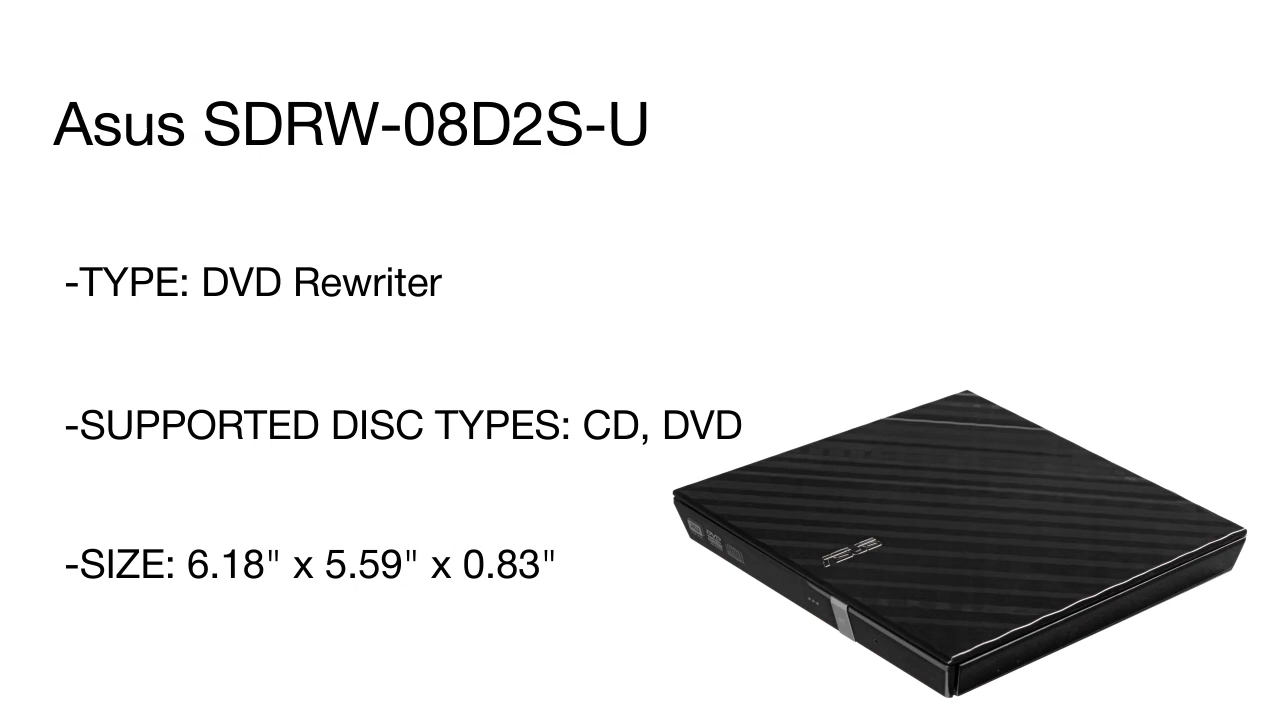 Asus SDRW-08D2S-U
-TYPE: DVD Rewriter
-SUPPORTED DISC TYPES: CD, DVD
-SIZE: 6.18" x 5.59" x 0.83"